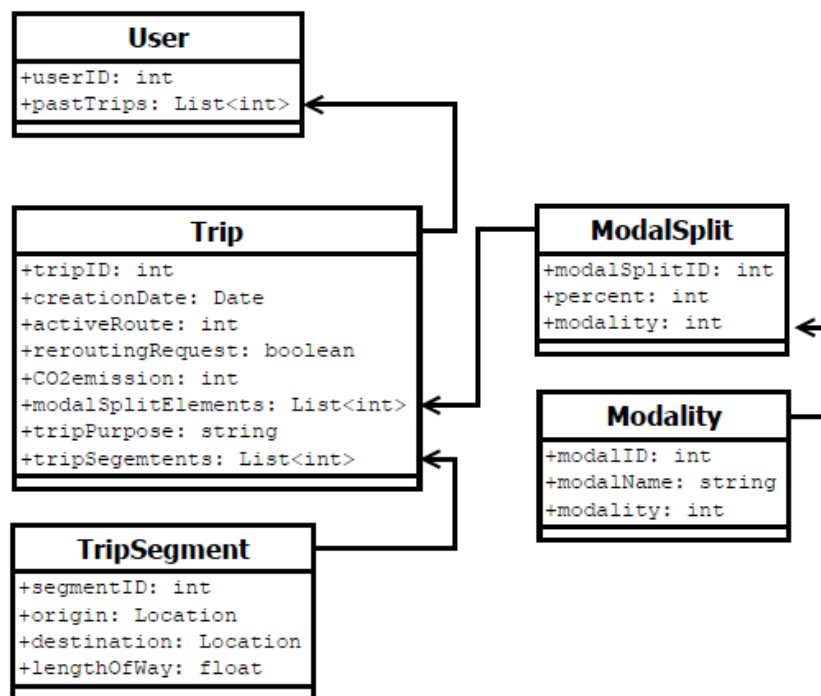 User
+userID: int
+pastTrips: List<int>
Trip
+tripID: int
+creationDate: Date
+activeRoute: int
+reroutingRequest: boolean
+CO2emission: int
+modalSplitElements: List<int>
+tripPurpose: string
+tripSegemtents: List<int>
ModalSplit
+modalSplitID: int
+percent: int
+modality: int
Modality
+modalID: int
+modalName: string
+modality: int
TripSegment
+segmentID: int
+origin: Location
+destination: Location
+lengthOfWay: float